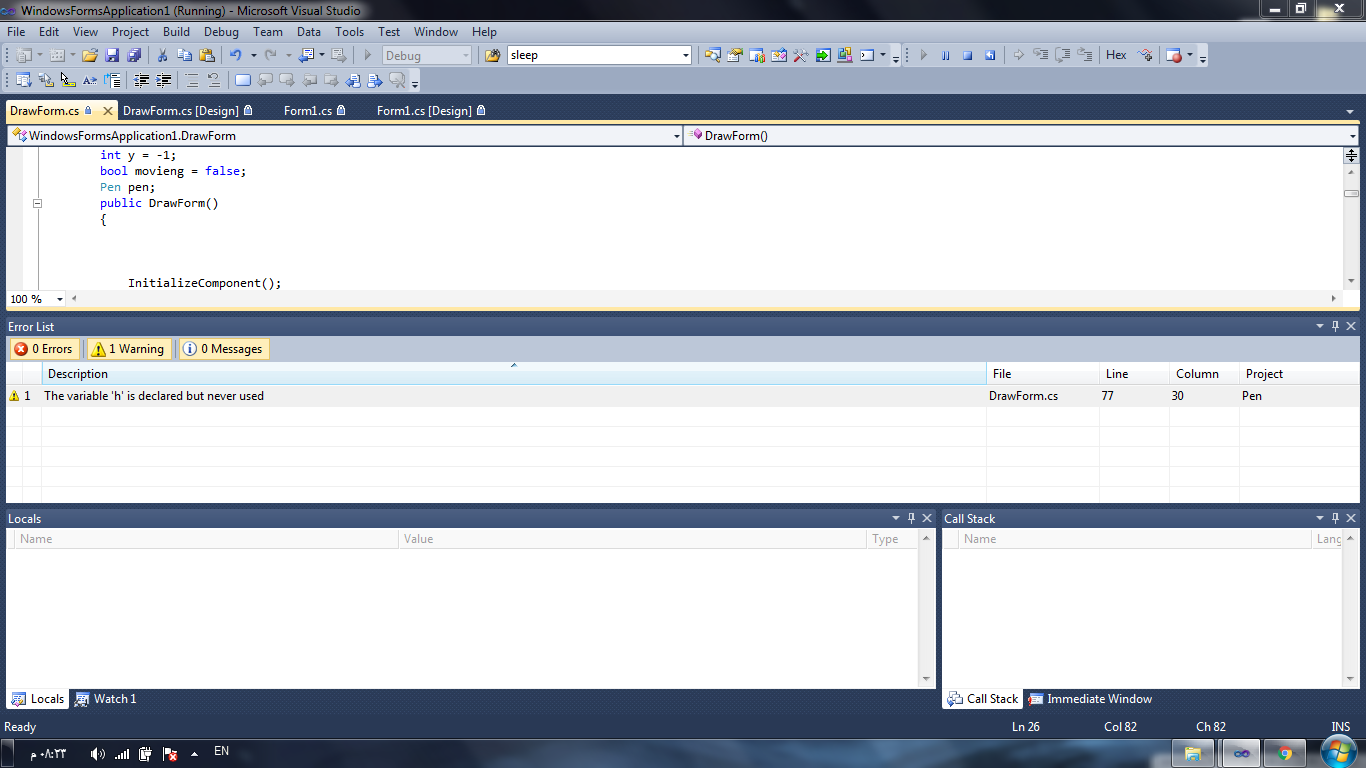 WindowsFormsApplication1 (Running) - Microsoft Visual Studio
File Edit View Project Build Debug Team Data Tools Test Window Help
Debug sleep Hex
DrawForm.cs DrawForm.cs [Design] Form1.cs Form1.cs [Design]
WindowsFormsApplication1.DrawForm DrawForm()
int y = -1;
bool movieng = false;
Pen pen;
public DrawForm()
{
InitializeComponent();
100 %
Error List
0 Errors 1 Warning 0 Messages
Description File Line Column Project
1 The variable 'h' is declared but never used DrawForm.cs 77 30 Pen
Locals Call Stack
Name Value Type Name Lang
Locals Watch 1 Call Stack Immediate Window
Ready Ln 26 Col 82 Ch 82 INS
٠٨:٢٣ م EN